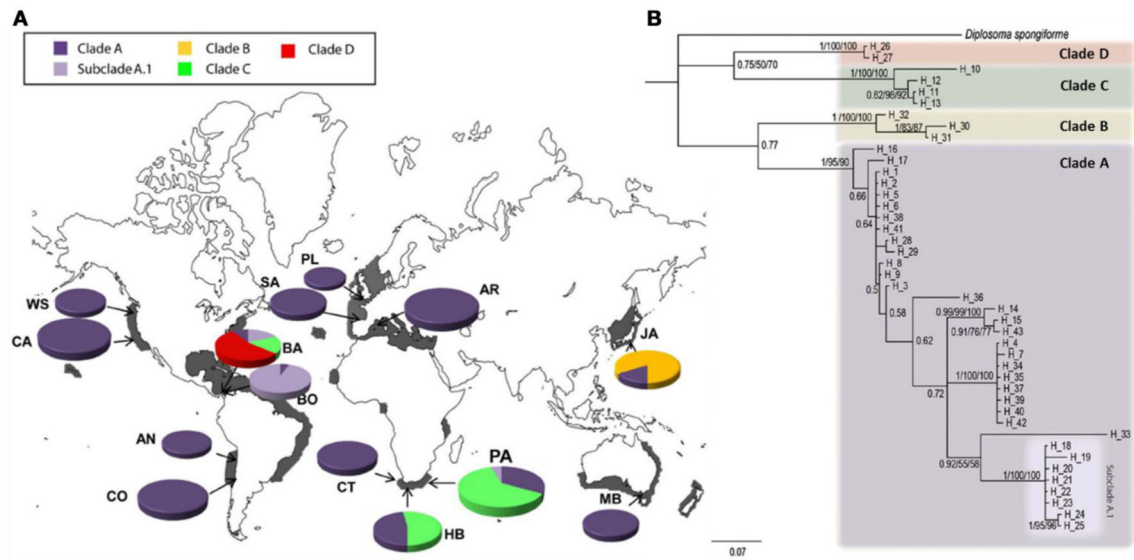 A
Clade A
Clade B
Clade D
Subclade A.1
Clade C
WS
CA
SA
PL
AR
BA
BO
JA
AN
CO
CT
HB
PA
MB
B
Diplosoma spongiforme
1/100/100
H_26
H_27
Clade D
0.75/50/70
1/100/100
H_10
H_12
H_11
H_13
0.82/98/92
Clade C
1/100/100
H_32
1/83/87
H_30
H_31
Clade B
0.77
1/95/90
H_16
Clade A
H_17
H_1
H_2
0.66
H_5
H_6
H_38
0.64
H_41
H_28
H_29
H_8
H_9
0.5
H_3
H_36
0.58
0.99/99/100
H_14
H_15
0.91/76/77
H_43
0.62
H_4
H_7
H_34
1/100/100
H_35
H_37
0.72
H_39
H_40
H_42
H_33
0.92/55/58
H_18
H_19
H_20
1/100/100
H_21
H_22
H_23
H_24
1/95/96
H_25
Subclade A.1
0.07